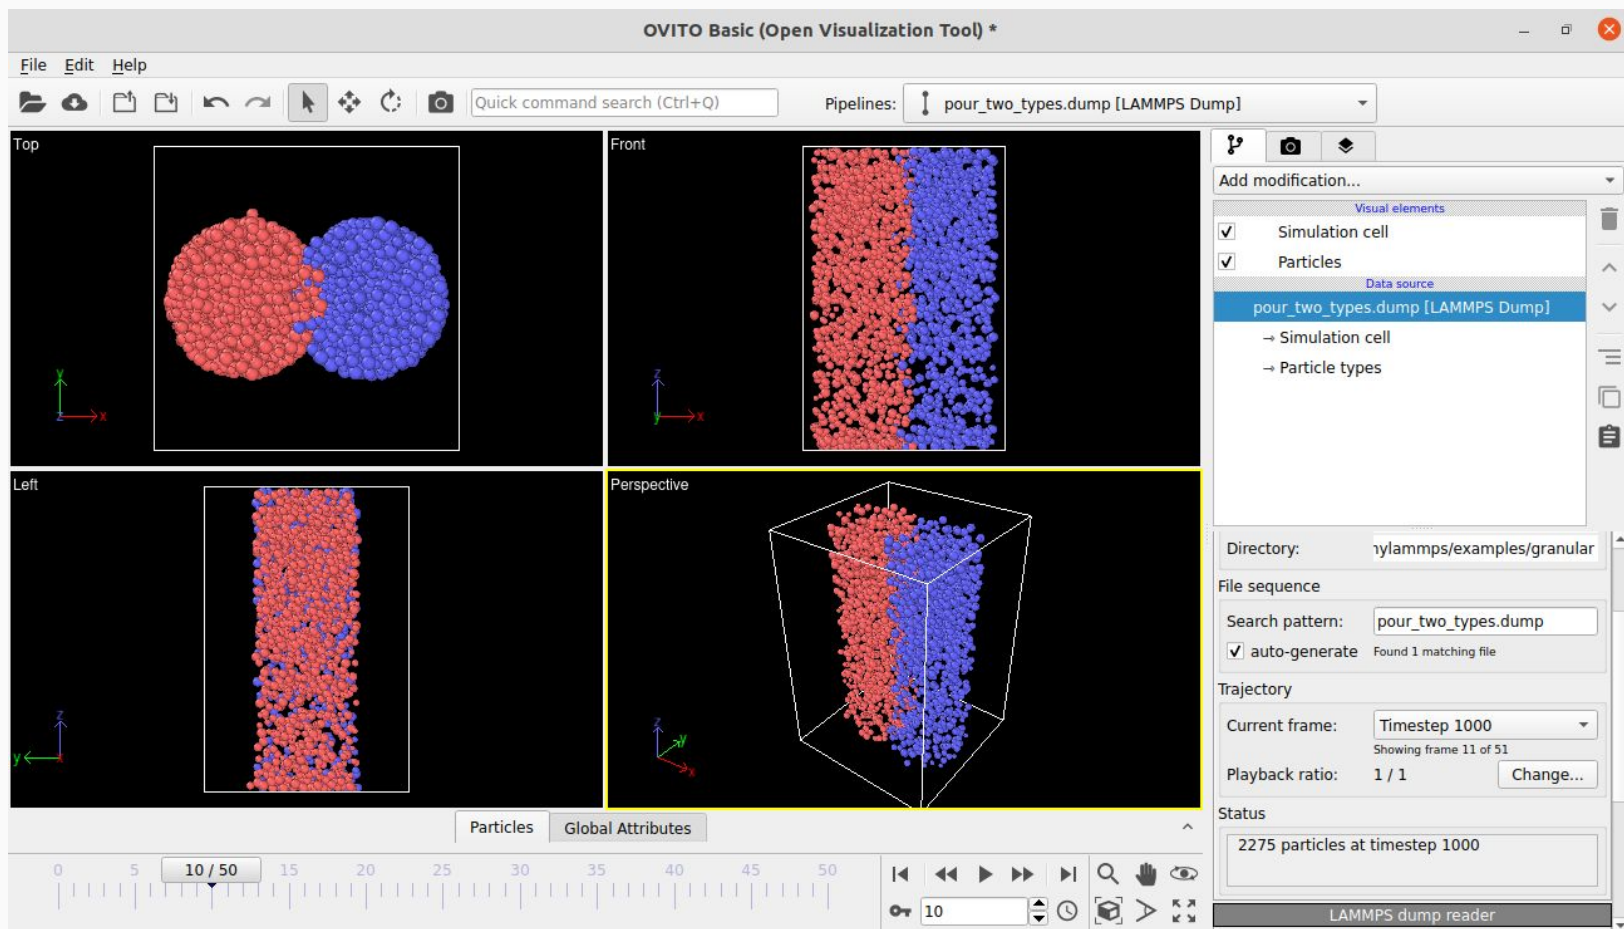 OVITO Basic (Open Visualization Tool) *
File Edit Help
Quick command search (Ctrl+Q)
Pipelines:
pour_two_types.dump [LAMMPS Dump]
Top
y
z
x
Front
z
y
x
Left
z
y
x
Perspective
z
y
x
Add modification...
Visual elements
Simulation cell
Particles
Data source
pour_two_types.dump [LAMMPS Dump]
→ Simulation cell
→ Particle types
Directory: nylammps/examples/granular
File sequence
Search pattern: pour_two_types.dump
auto-generate Found 1 matching file
Trajectory
Current frame: Timestep 1000
Showing frame 11 of 51
Playback ratio: 1 / 1 Change...
Status
2275 particles at timestep 1000
LAMMPS dump reader
Particles Global Attributes
0 5 10 / 50 15 20 25 30 35 40 45 50
10